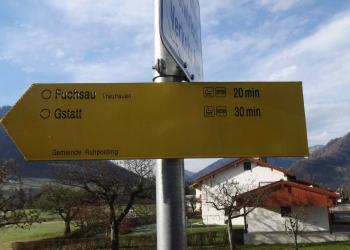 Fuchsau 20 min
Gstatt 30 min
Gemeinde Ruhpolding